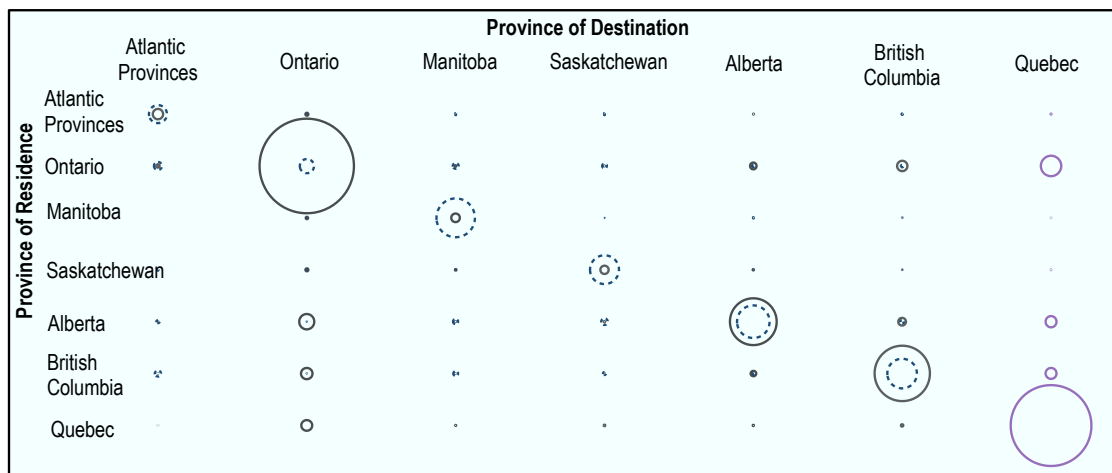 Province of Destination
Atlantic
Provinces
Ontario
Manitoba
Saskatchewan
Alberta
British
Columbia
Quebec
Province of Residence
Atlantic
Provinces
Ontario
Manitoba
Saskatchewan
Alberta
British
Columbia
Quebec